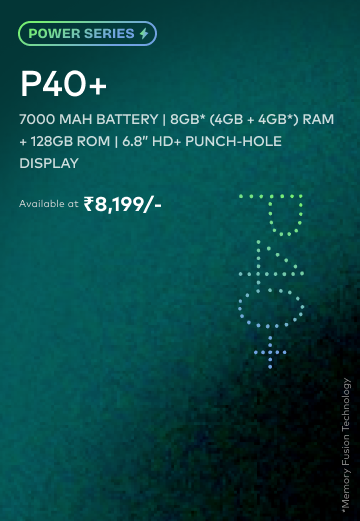 POWER SERIES
P40+
7000 MAH BATTERY | 8GB* (4GB + 4GB*) RAM
+ 128GB ROM | 6.8” HD+ PUNCH-HOLE
DISPLAY
Available at ₹8,199/-
P40+
*Memory Fusion Technology